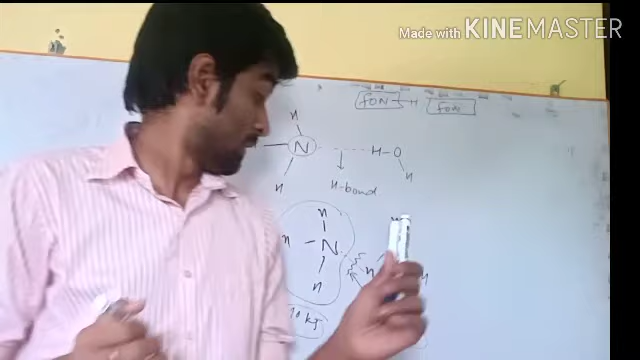 Made with KINEMASTER
FON - H FON
H
N H - O
H H
H-bond
H
H - N H H
H
10 kJ